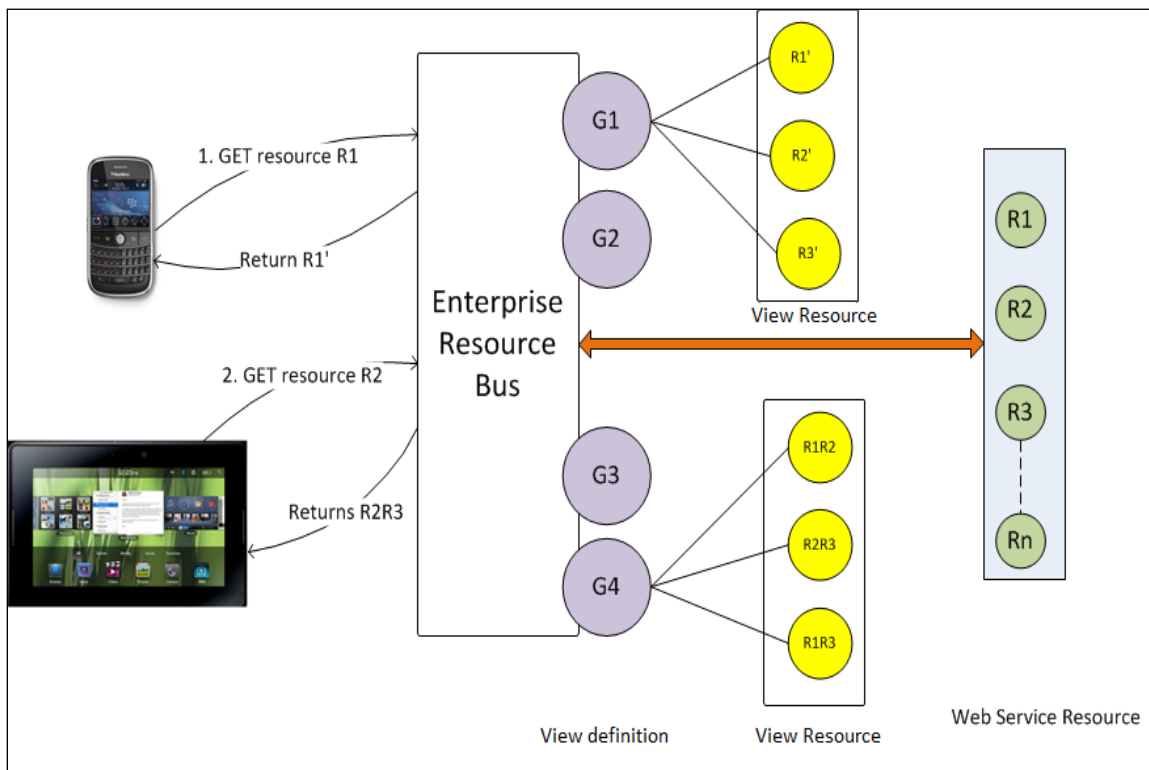 1. GET resource R1
Return R1'
2. GET resource R2
Returns R2R3
Enterprise
Resource
Bus
G1
G2
G3
G4
View definition
R1'
R2'
R3'
View Resource
R1R2
R2R3
R1R3
View Resource
R1
R2
R3
Rn
Web Service Resource